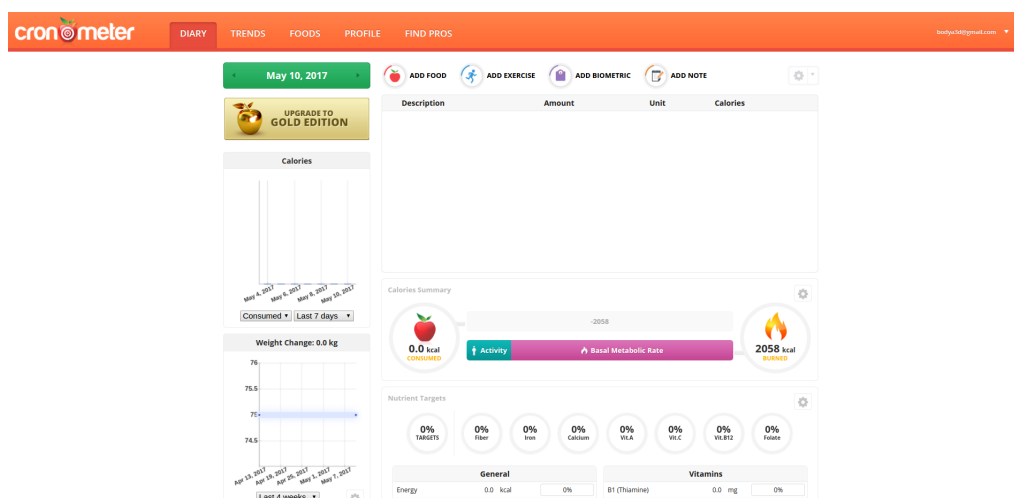 cronometer
DIARY TRENDS FOODS PROFILE FIND PROS
bodya3d@gmail.com
May 10, 2017
UPGRADE TO
GOLD EDITION
Calories
May 4, 2017 May 6, 2017 May 8, 2017 May 10, 2017
Consumed Last 7 days
Weight Change: 0.0 kg
76
75.5
75
74.5
Apr 13, 2017 Apr 19, 2017 Apr 25, 2017 May 1, 2017 May 7, 2017
Last 4 weeks
ADD FOOD ADD EXERCISE ADD BIOMETRIC ADD NOTE
Description Amount Unit Calories
Calories Summary
0.0 kcal
CONSUMED
-2058
Activity Basal Metabolic Rate
2058 kcal
BURNED
Nutrient Targets
0% 0% 0% 0% 0% 0% 0% 0%
TARGETS Fiber Iron Calcium Vit.A Vit.C Vit.B12 Folate
General
Energy 0.0 kcal 0%
Vitamins
B1 (Thiamine) 0.0 mg 0%